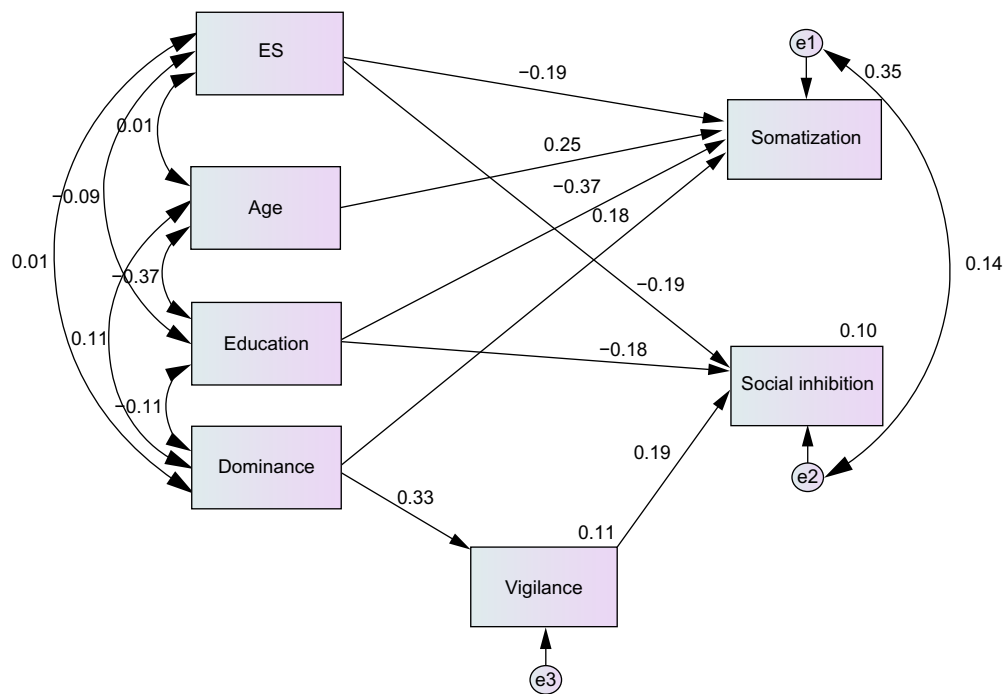 ES
e1
0.35
−0.19
Somatization
0.01
0.25
−0.37
−0.09
Age
0.18
0.01
−0.37
0.14
−0.19
0.10
0.11
Education
−0.18
Social inhibition
−0.11
Dominance
0.19
e2
0.33
0.11
Vigilance
e3